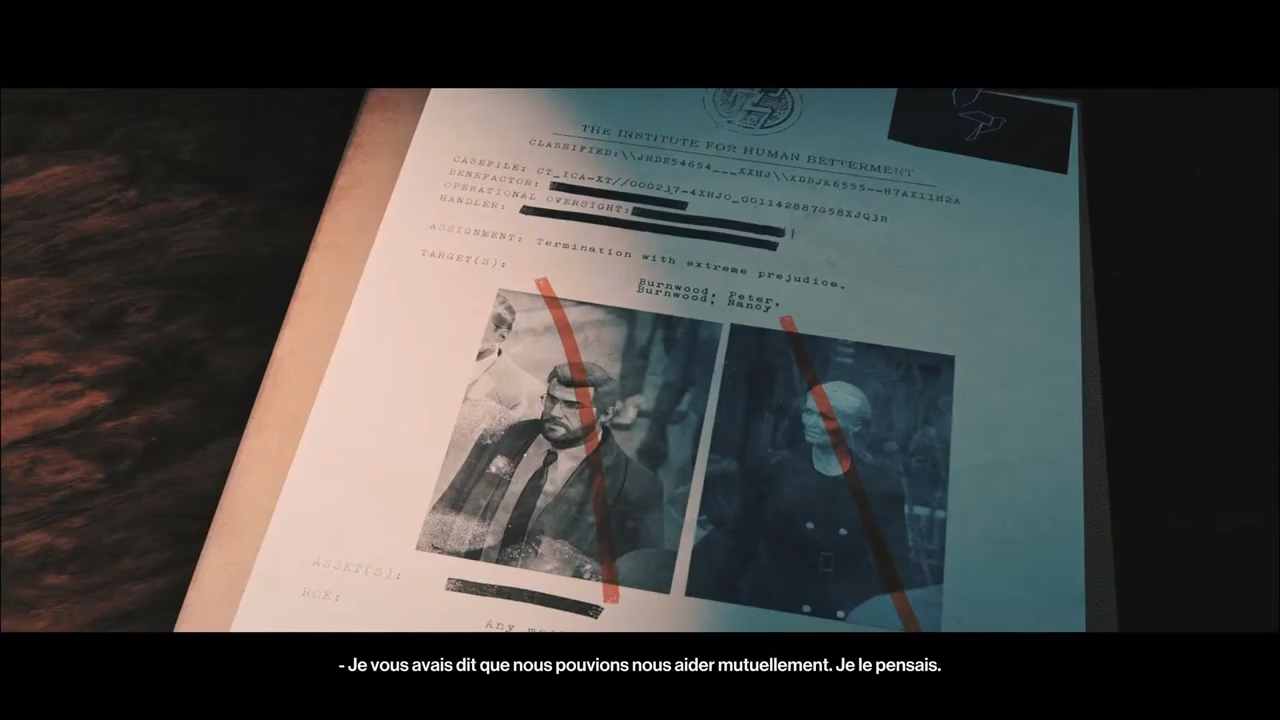 THE INSTITUTE FOR HUMAN BETTERMENT
CLASSIFIED:\\JHDE54654___XXHJ\\XDDJK6555--H7AX11H2A
CASEFILE: CT_ICA-XT//000237-4XHJO_001142887G58XJQ3R
BENEFACTOR:
OPERATIONAL OVERSIGHT:
HANDLER:
ASSIGNMENT: Termination with extreme prejudice.
TARGET(S):
Burnwood, Peter,
Burnwood, Nancy
ASSET(S):
ROE:
Any
- Je vous avais dit que nous pouvions nous aider mutuellement. Je le pensais.